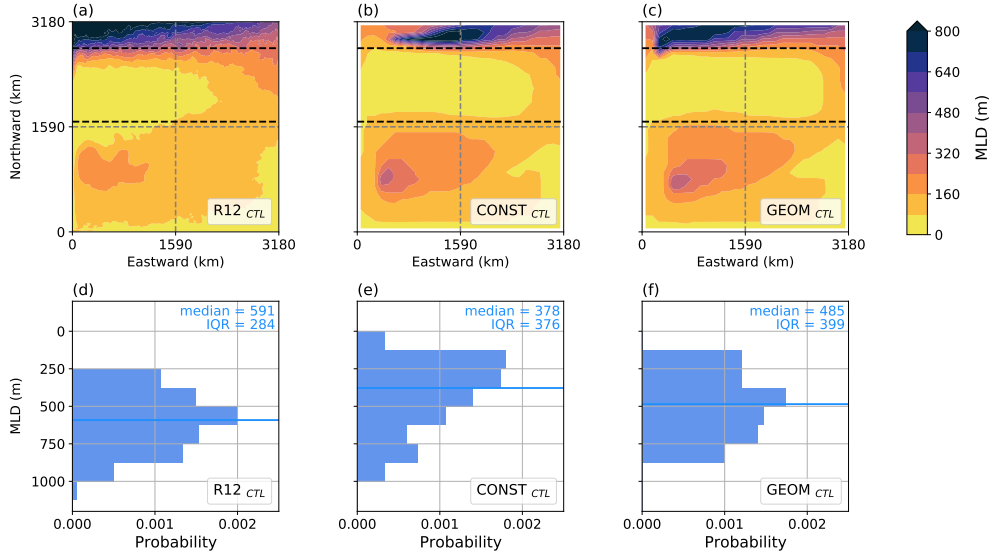 (a)
(b)
(c)
3180
1590
0
Northward (km)
R12 CTL
CONST CTL
GEOM CTL
0
1590
3180
0
1590
3180
0
1590
3180
Eastward (km)
Eastward (km)
Eastward (km)
800
640
480
320
160
0
MLD (m)
(d)
(e)
(f)
median = 591
IQR = 284
median = 378
IQR = 376
median = 485
IQR = 399
0
250
500
750
1000
MLD (m)
R12 CTL
CONST CTL
GEOM CTL
0.000
0.001
0.002
0.000
0.001
0.002
0.000
0.001
0.002
Probability
Probability
Probability